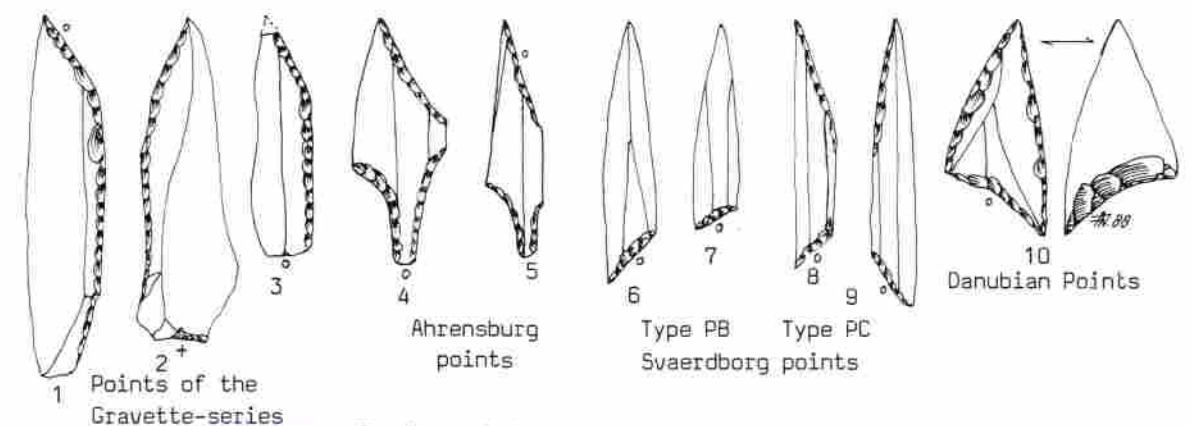 1
2
3
4
5
6
7
8
9
10
Points of the
Gravette-series
Ahrensburg
points
Type PB
Type PC
Svaerdborg points
Danubian Points